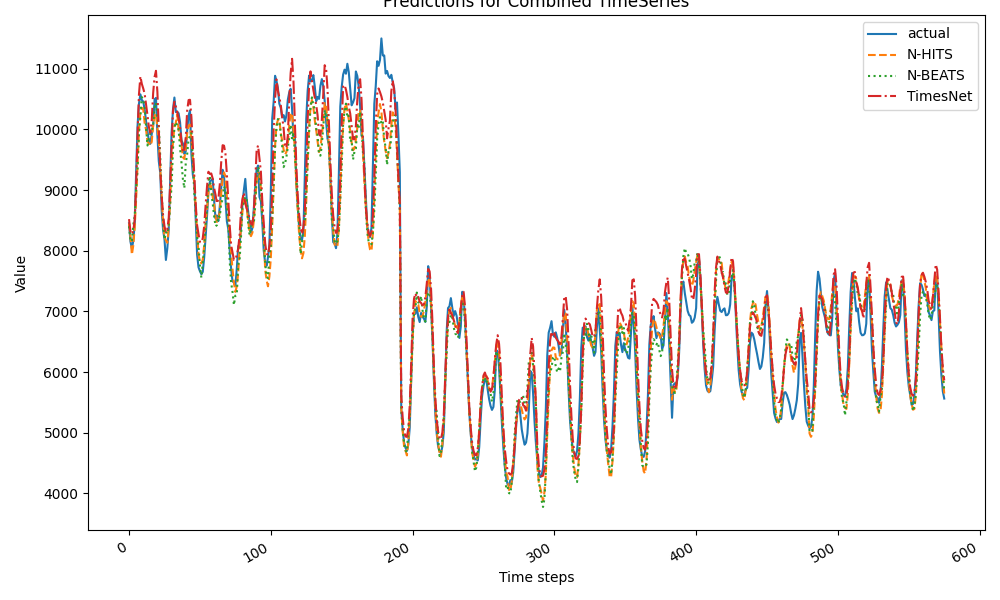 Predictions for Combined TimeSeries
actual
N-HITS
N-BEATS
TimesNet
Value
11000
10000
9000
8000
7000
6000
5000
4000
0
100
200
300
400
500
600
Time steps